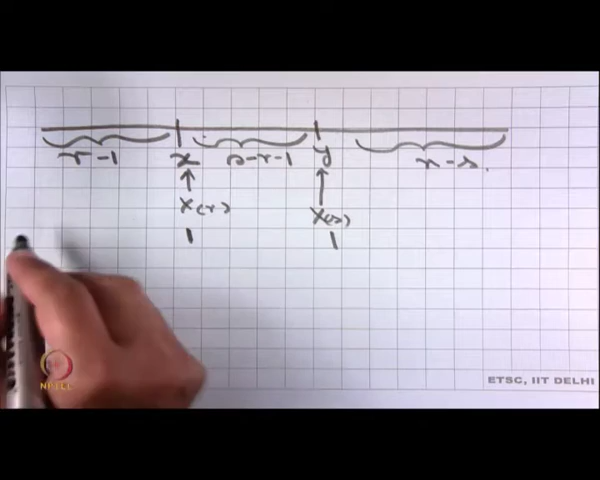 r-1 x s-r-1 y n-s.
X(r) X(s)
1 1
NPTEL
ETSC, IIT DELHI